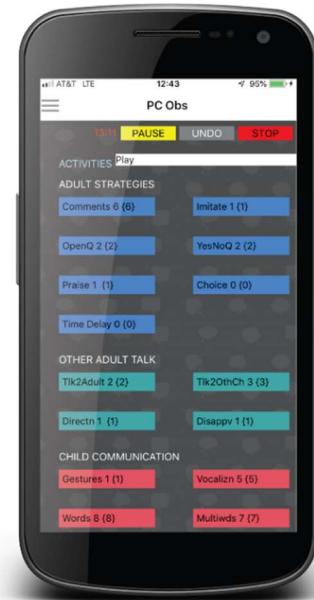 AT&T LTE 12:43 95%
PC Obs
13:11 PAUSE UNDO STOP
ACTIVITIES Play
ADULT STRATEGIES
Comments 6 {6} Imitate 1 {1}
OpenQ 2 {2} YesNoQ 2 {2}
Praise 1 {1} Choice 0 {0}
Time Delay 0 {0}
OTHER ADULT TALK
Tlk2Adult 2 {2} Tlk2OthCh 3 {3}
Directn 1 {1} Disappv 1 {1}
CHILD COMMUNICATION
Gestures 1 {1} Vocalizn 5 {5}
Words 8 {8} Multiwds 7 {7}